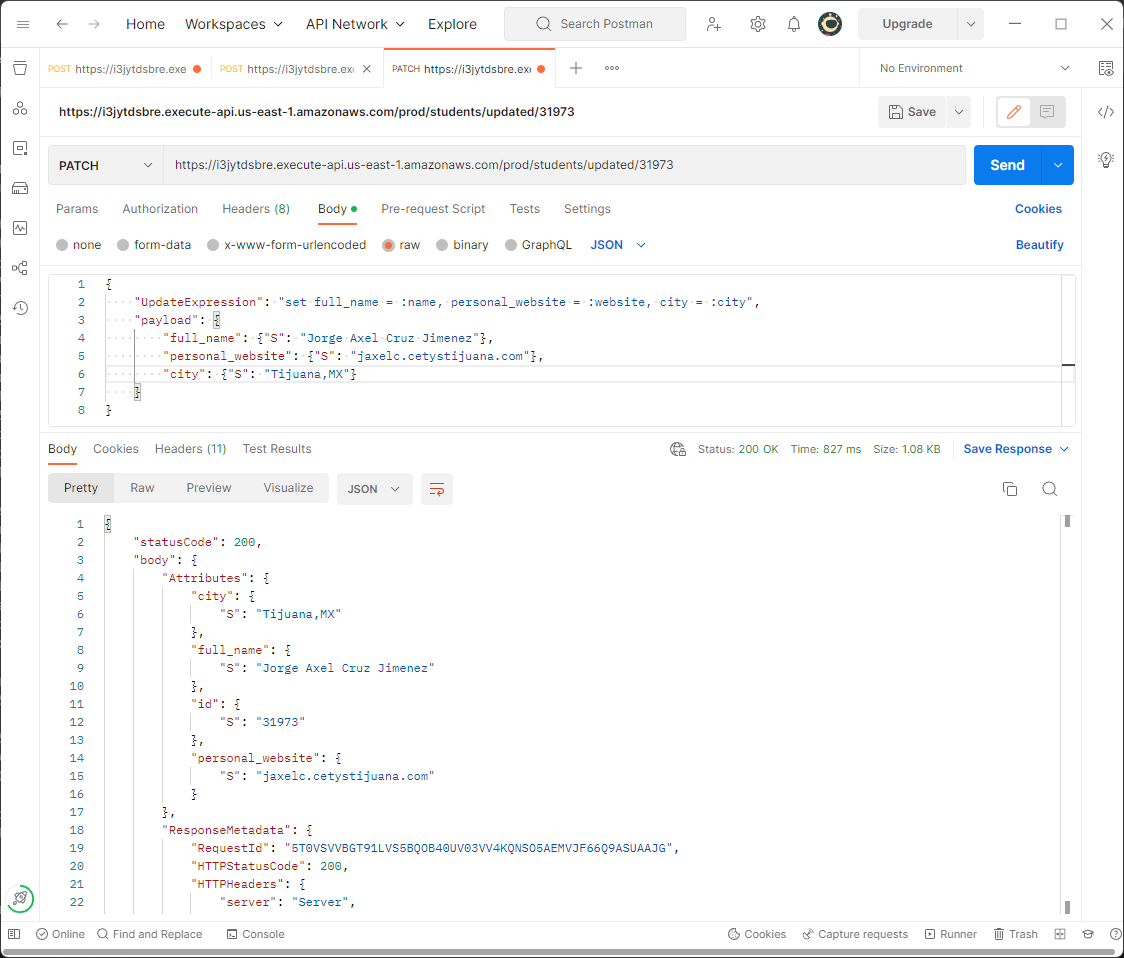 Home Workspaces API Network Explore Search Postman Upgrade
POST https://i3jytdsbre.exe POST https://i3jytdsbre.exe PATCH https://i3jytdsbre.exe No Environment
https://i3jytdsbre.execute-api.us-east-1.amazonaws.com/prod/students/updated/31973 Save
PATCH https://i3jytdsbre.execute-api.us-east-1.amazonaws.com/prod/students/updated/31973 Send
Params Authorization Headers (8) Body Pre-request Script Tests Settings Cookies
none form-data x-www-form-urlencoded raw binary GraphQL JSON Beautify
1 {
2 "UpdateExpression": "set full_name = :name, personal_website = :website, city = :city",
3 "payload": {
4 "full_name": {"S": "Jorge Axel Cruz Jimenez"},
5 "personal_website": {"S": "jaxelc.cetystijuana.com"},
6 "city": {"S": "Tijuana,MX"}
7 }
8 }
Body Cookies Headers (11) Test Results Status: 200 OK Time: 827 ms Size: 1.08 KB Save Response
Pretty Raw Preview Visualize JSON
1 {
2 "statusCode": 200,
3 "body": {
4 "Attributes": {
5 "city": {
6 "S": "Tijuana,MX"
7 },
8 "full_name": {
9 "S": "Jorge Axel Cruz Jimenez"
10 },
11 "id": {
12 "S": "31973"
13 },
14 "personal_website": {
15 "S": "jaxelc.cetystijuana.com"
16 }
17 },
18 "ResponseMetadata": {
19 "RequestId": "5T0VSVVBGT91LVS5BQOB40UV03VV4KQNSO5AEMVJF66Q9ASUAAJG",
20 "HTTPStatusCode": 200,
21 "HTTPHeaders": {
22 "server": "Server",
Online Find and Replace Console Cookies Capture requests Runner Trash